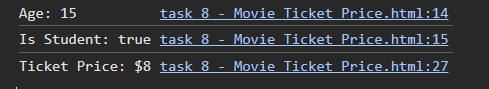 Age: 15 task 8 - Movie Ticket Price.html:14
Is Student: true task 8 - Movie Ticket Price.html:15
Ticket Price: $8 task 8 - Movie Ticket Price.html:27